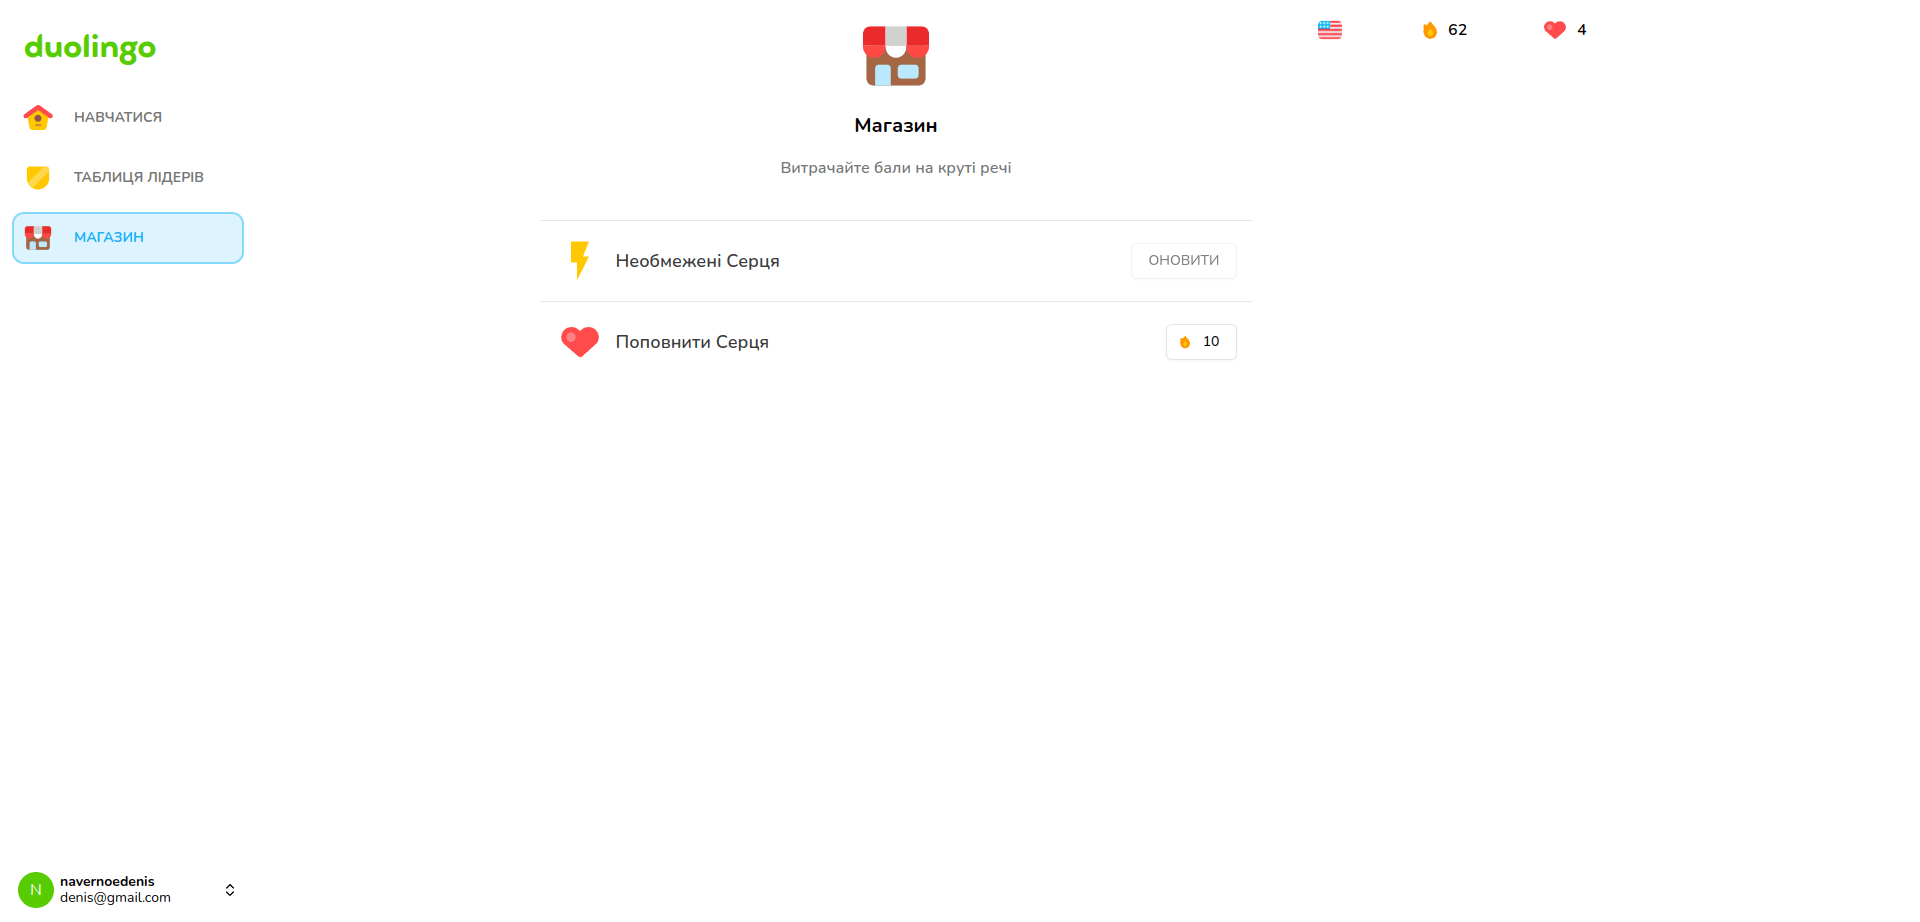 duolingo
НАВЧАТИСЯ
ТАБЛИЦЯ ЛІДЕРІВ
МАГАЗИН
62
4
Магазин
Витрачайте бали на круті речі
Необмежені Серця
ОНОВИТИ
Поповнити Серця
10
N
navernoedenis
denis@gmail.com